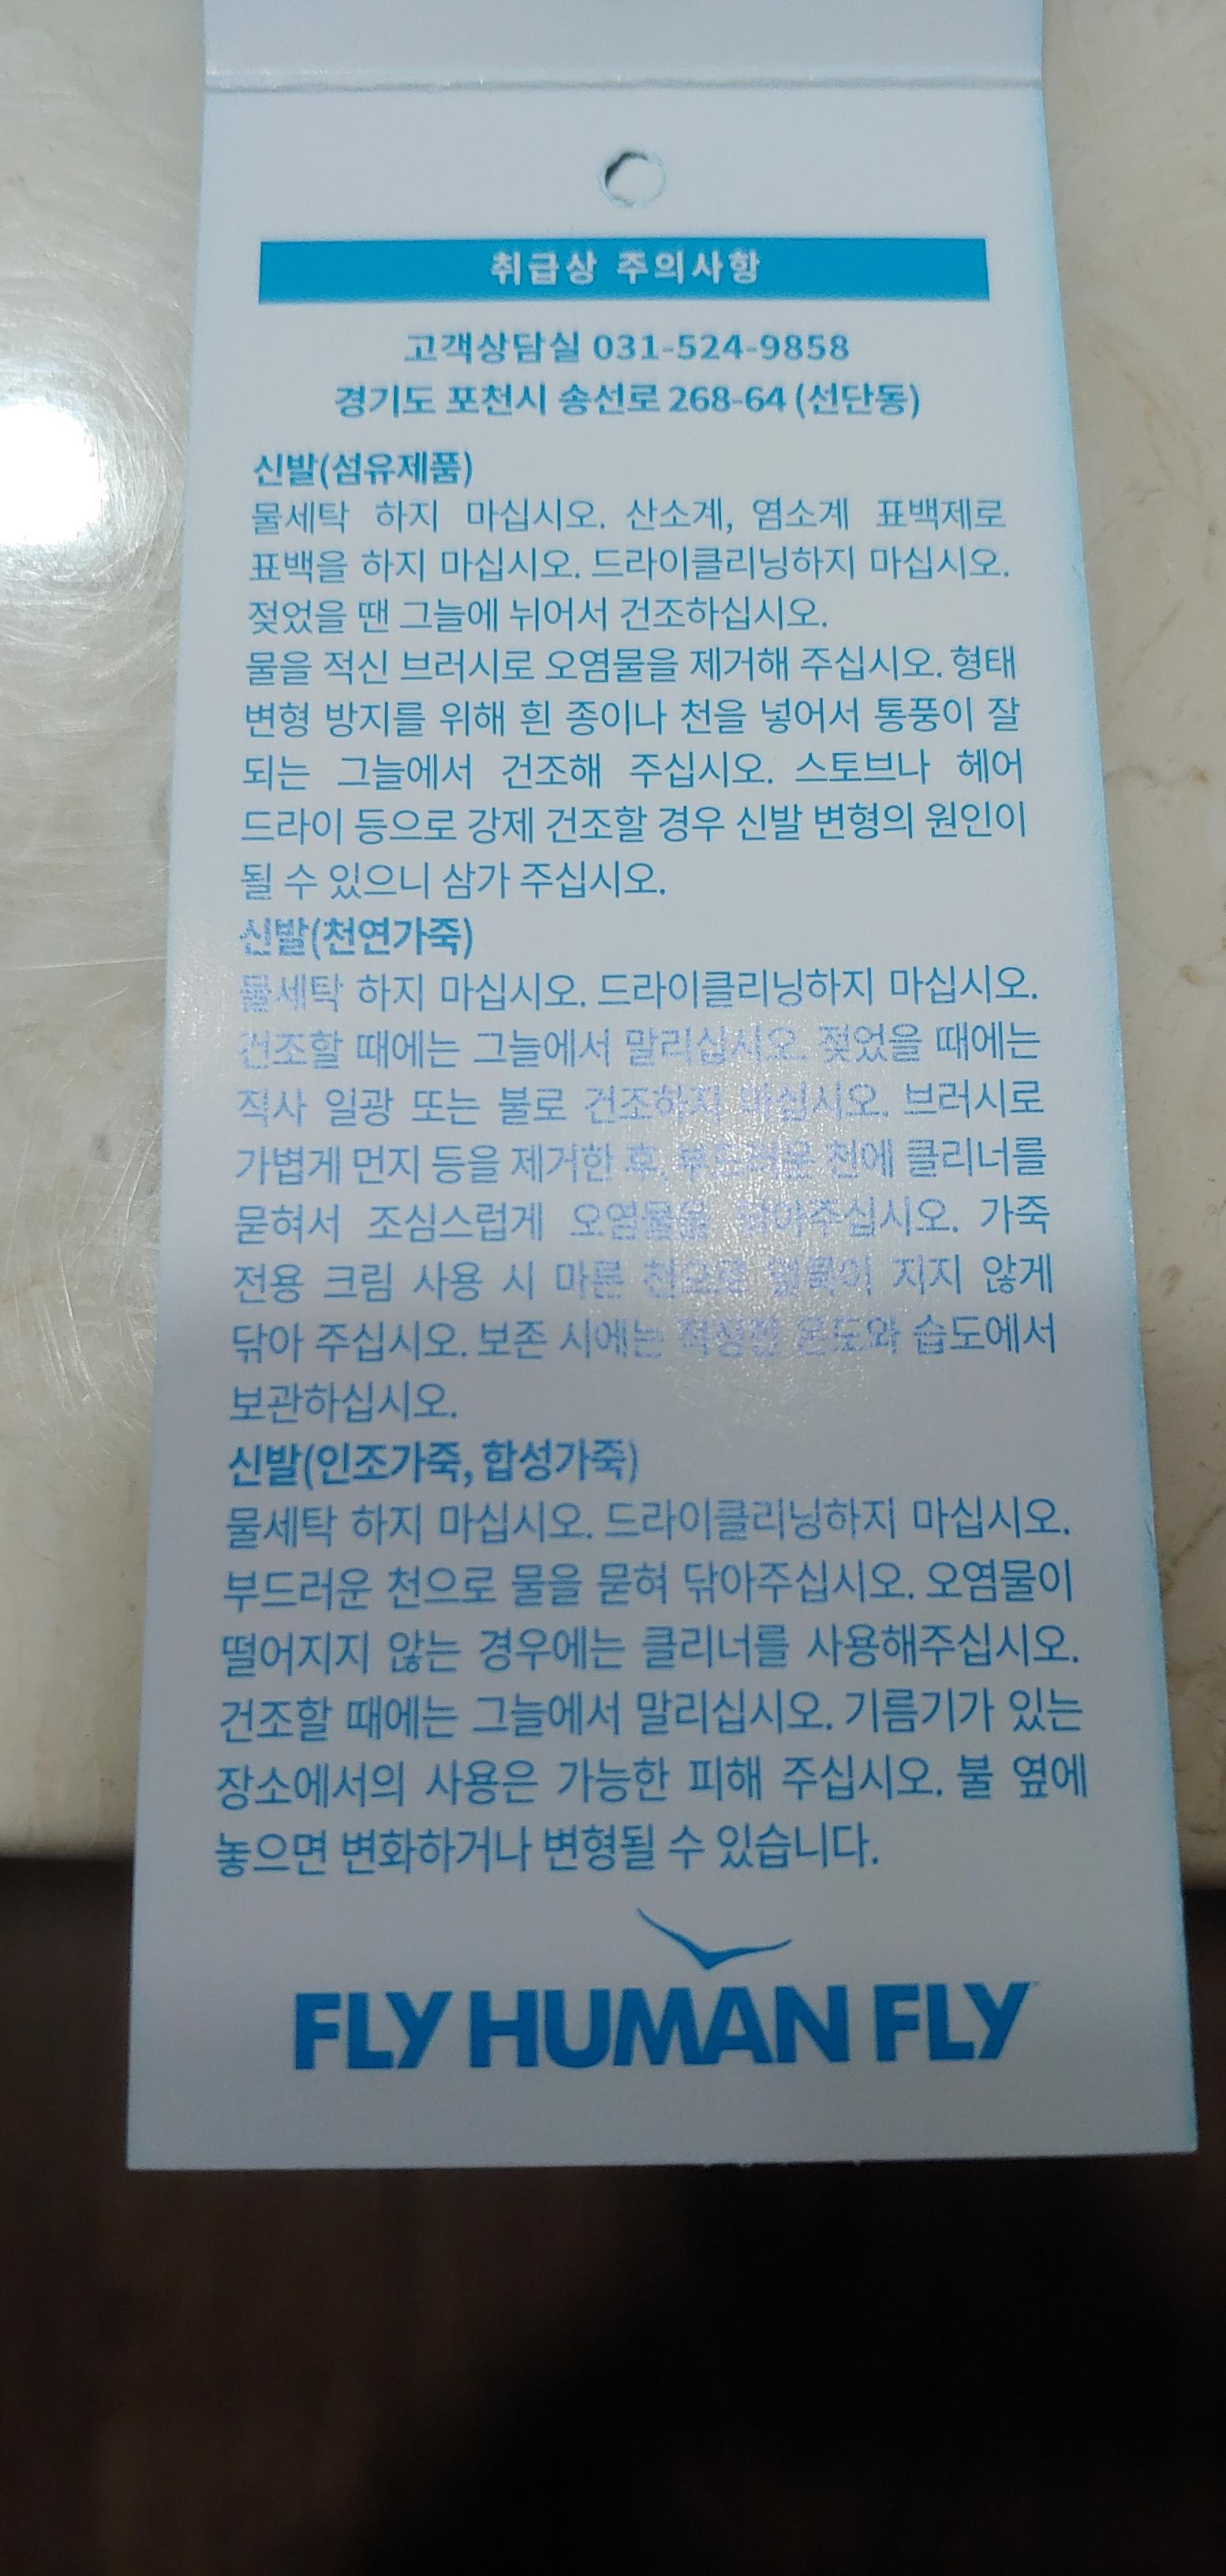 취급상 주의사항
고객상담실 031-524-9858
경기도 포천시 송선로 268-64 (선단동)
신발(섬유제품)
물세탁 하지 마십시오. 산소계, 염소계 표백제로
표백을 하지 마십시오. 드라이클리닝하지 마십시오.
젖었을 땐 그늘에 뉘어서 건조하십시오.
물을 적신 브러시로 오염물을 제거해 주십시오. 형태
변형 방지를 위해 흰 종이나 천을 넣어서 통풍이 잘
되는 그늘에서 건조해 주십시오. 스토브나 헤어
드라이 등으로 강제 건조할 경우 신발 변형의 원인이
될 수 있으니 삼가 주십시오.
신발(천연가죽)
물세탁 하지 마십시오. 드라이클리닝하지 마십시오.
건조할 때에는 그늘에서 말리십시오. 젖었을 때에는
직사 일광 또는 불로 건조하지 마십시오. 브러시로
가볍게 먼지 등을 제거한 후, 부드러운 천에 클리너를
묻혀서 조심스럽게 오염물을 닦아주십시오. 가죽
전용 크림 사용 시 마른 천으로 얼룩이 지지 않게
닦아 주십시오. 보존 시에는 적정한 온도와 습도에서
보관하십시오.
신발(인조가죽, 합성가죽)
물세탁 하지 마십시오. 드라이클리닝하지 마십시오.
부드러운 천으로 물을 묻혀 닦아주십시오. 오염물이
떨어지지 않는 경우에는 클리너를 사용해주십시오.
건조할 때에는 그늘에서 말리십시오. 기름기가 있는
장소에서의 사용은 가능한 피해 주십시오. 불 옆에
놓으면 변화하거나 변형될 수 있습니다.
FLY HUMAN FLY